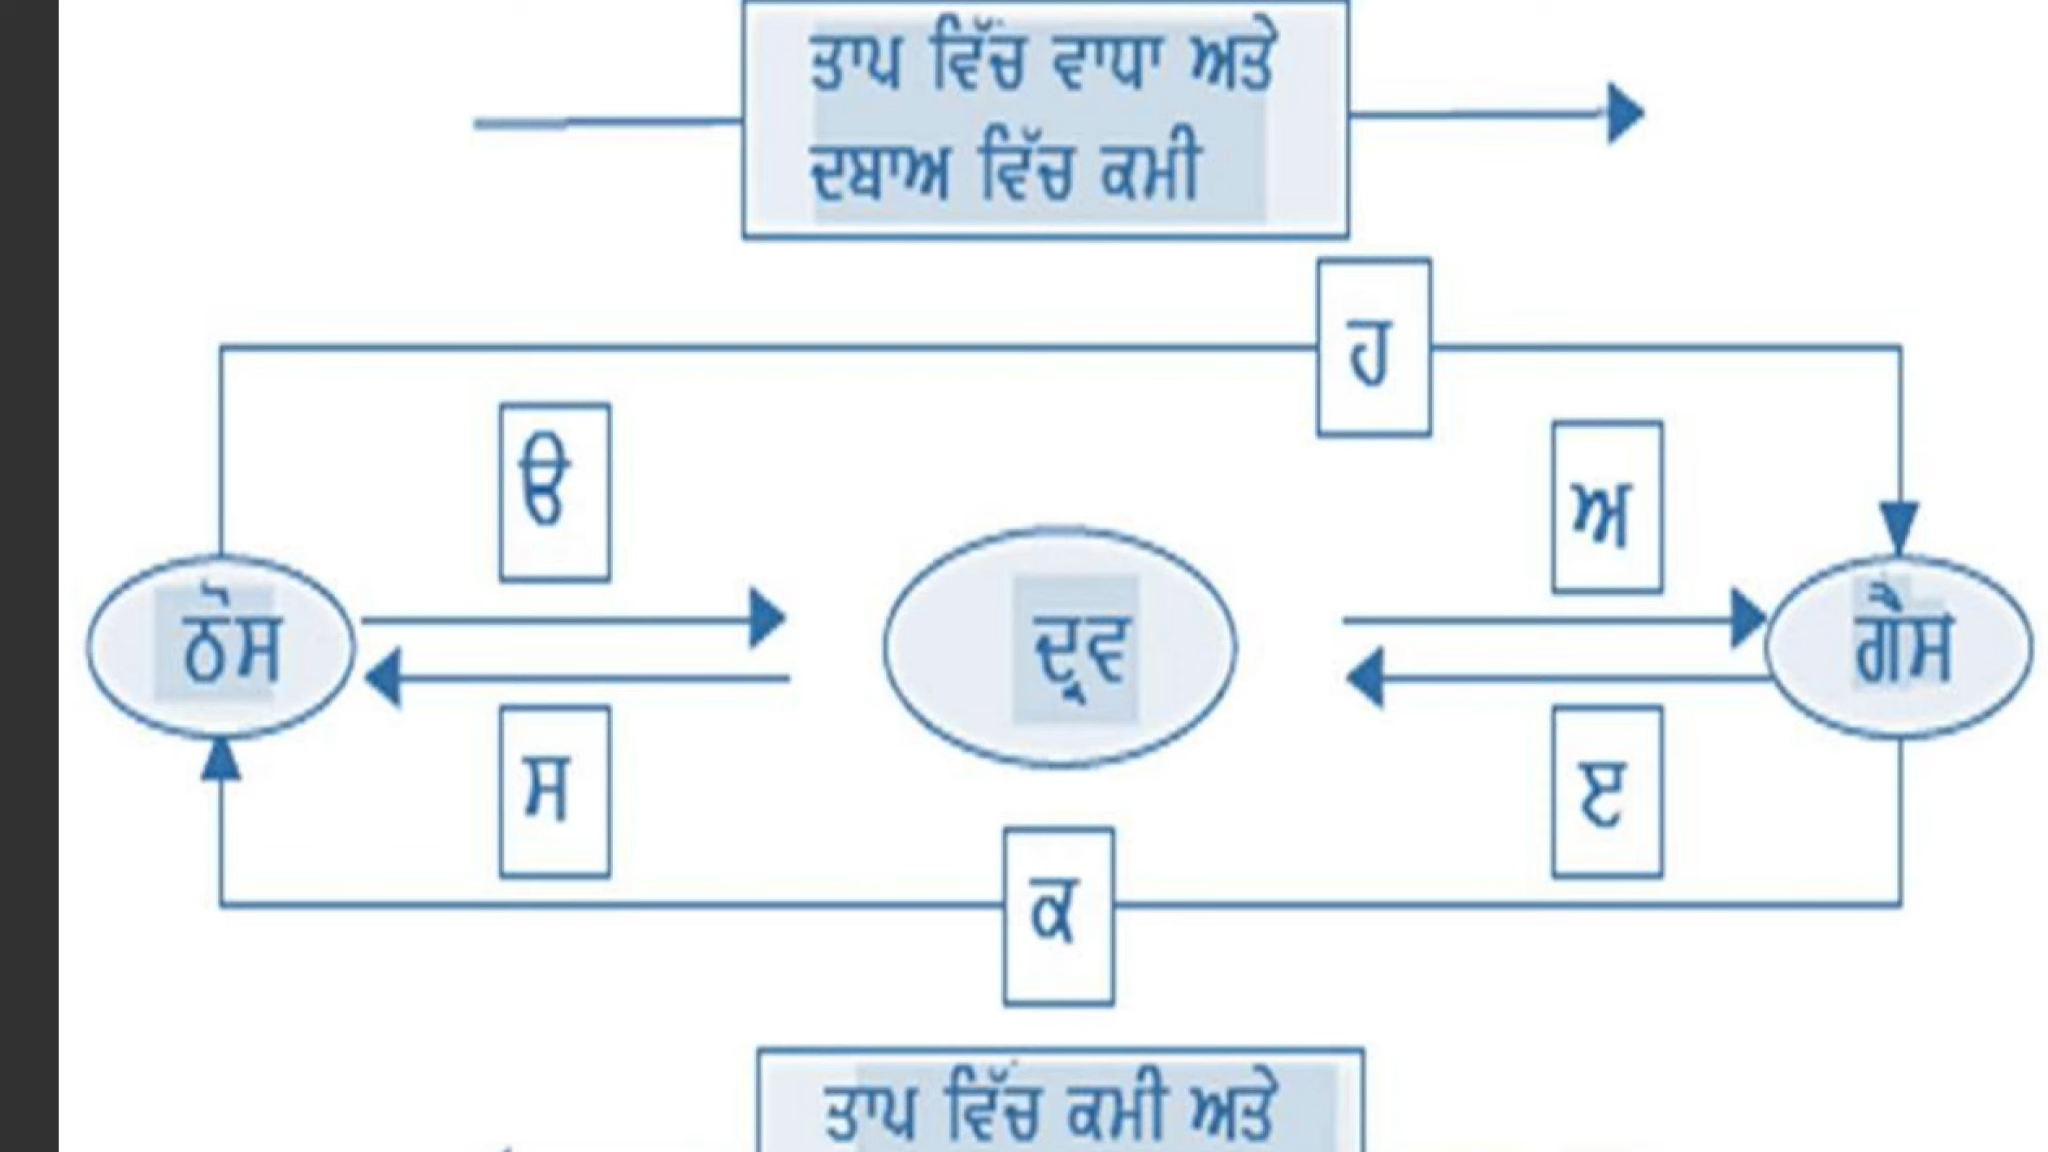 ਤਾਪ ਵਿੱਚ ਵਾਧਾ ਅਤੇ
ਦਬਾਅ ਵਿੱਚ ਕਮੀ
ਹ
ੳ
ਅ
ਠੋਸ
ਦ੍ਰਵ
ਗੈਸ
ਸ
ੲ
ਕ
ਤਾਪ ਵਿੱਚ ਕਮੀ ਅਤੇ